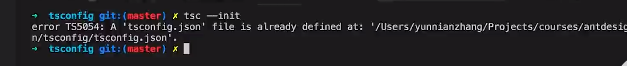 ➜ tsconfig git:(master) ✗ tsc --init
error TS5054: A 'tsconfig.json' file is already defined at: '/Users/yunnianzhang/Projects/courses/antdesig
n/tsconfig/tsconfig.json'.
➜ tsconfig git:(master) ✗